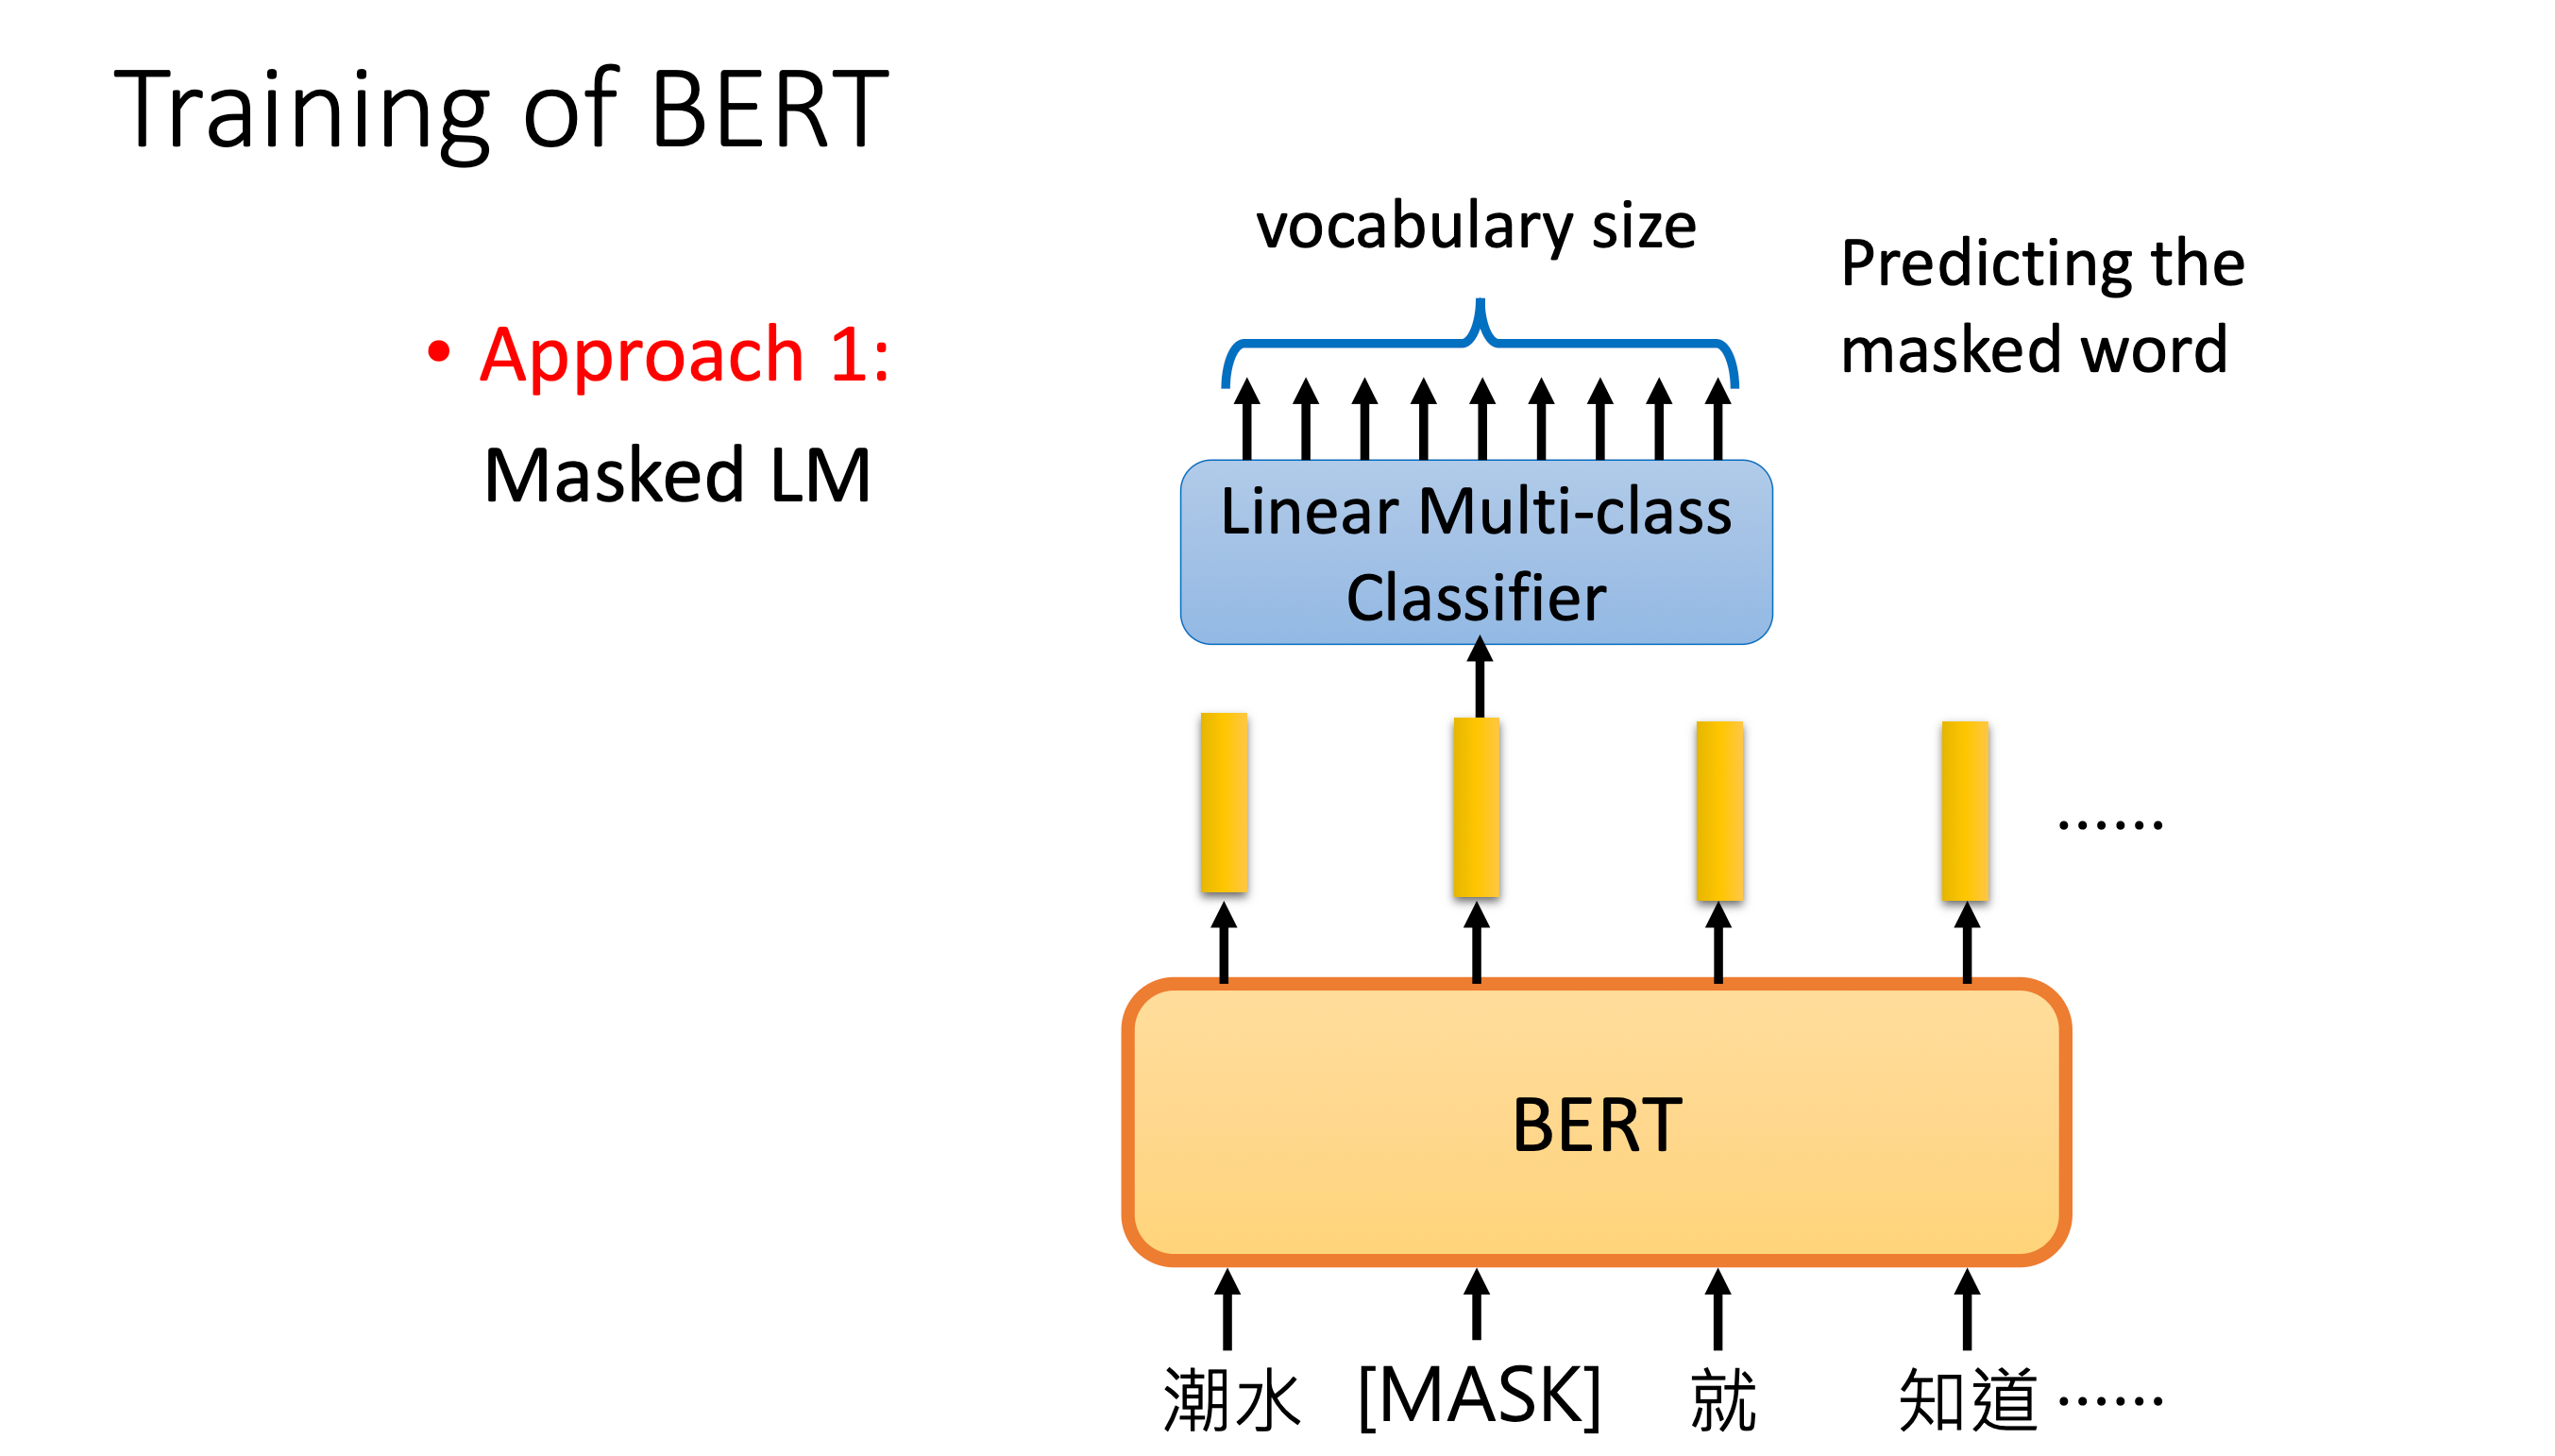 Training of BERT
• Approach 1:
Masked LM
vocabulary size
Predicting the
masked word
Linear Multi-class
Classifier
······
BERT
潮水 [MASK] 就 知道 ······